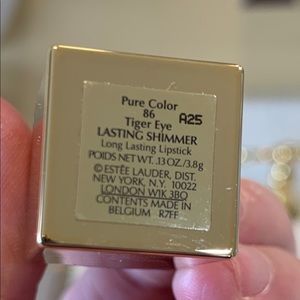 Pure Color
86 A25
Tiger Eye
LASTING SHIMMER
Long Lasting Lipstick
POIDS NET WT. .13 OZ./3.8g
© ESTÉE LAUDER, DIST.
NEW YORK, N.Y. 10022
LONDON W1K 3BQ
CONTENTS MADE IN
BELGIUM R7FF